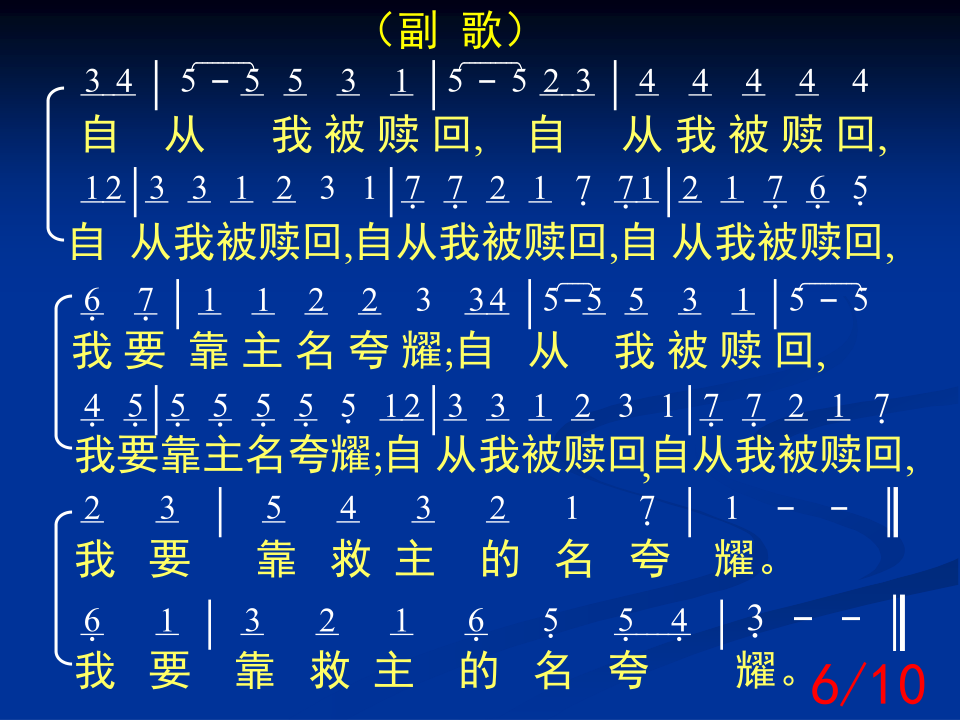 （副 歌）
3 4 | 5 - 5 5 3 1 | 5 - 5 2 3 | 4 4 4 4 4
自 从 我 被 赎 回, 自 从 我 被 赎 回,
1 2 | 3 3 1 2 3 1 | 7̣ 7̣ 2 1 7̣ 7̣ 1 | 2 1 7̣ 6̣ 5̣
自 从我被赎回,自从我被赎回,自 从我被赎回,
6̣ 7̣ | 1 1 2 2 3 3 4 | 5 - 5 5 3 1 | 5 - 5
我 要 靠 主 名 夸 耀;自 从 我 被 赎 回,
4̣ 5̣ | 5̣ 5̣ 5̣ 5̣ 5̣ 1 2 | 3 3 1 2 3 1 | 7̣ 7̣ 2 1 7̣
我要靠主名夸耀;自 从我被赎回,自从我被赎回,
2 3 | 5 4 3 2 1 7̣ | 1 - - ‖
我 要 靠 救 主 的 名 夸 耀。
6̣ 1 | 3 2 1 6̣ 5̣ 5̣ 4̣ | 3̣ - - ‖
我 要 靠 救 主 的 名 夸 耀。
6/10